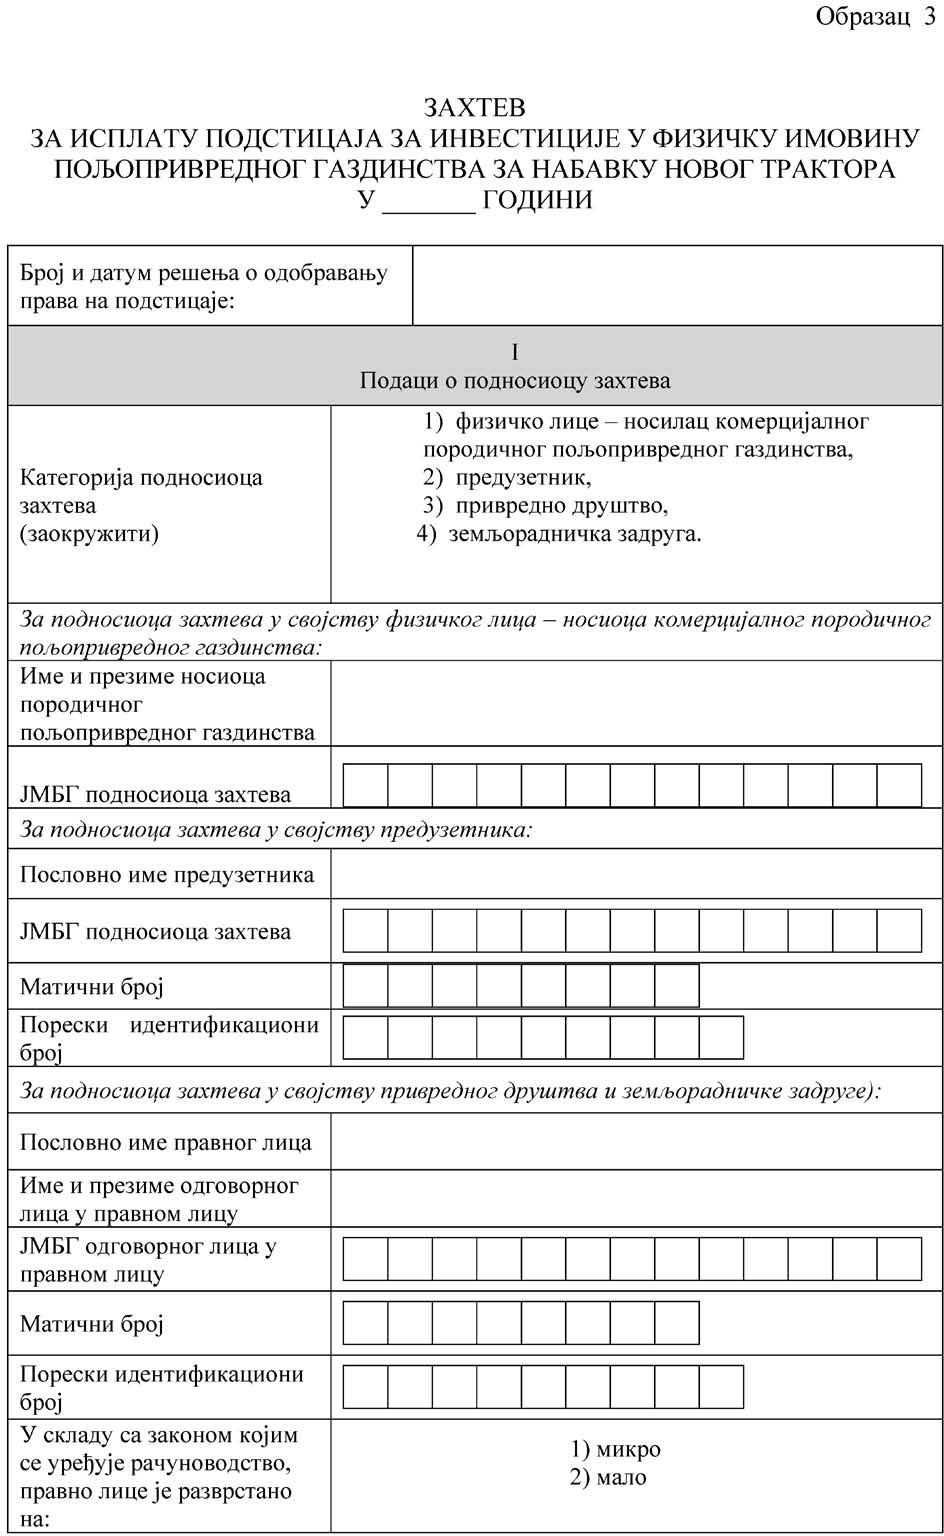 Образац 3
ЗАХТЕВ
ЗА ИСПЛАТУ ПОДСТИЦАЈА ЗА ИНВЕСТИЦИЈЕ У ФИЗИЧКУ ИМОВИНУ
ПОЉОПРИВРЕДНОГ ГАЗДИНСТВА ЗА НАБАВКУ НОВОГ ТРАКТОРА
У _______ ГОДИНИ
Број и датум решења о одобравању
права на подстицаје:
I
Подаци о подносиоцу захтева
Категорија подносиоца
захтева
(заокружити)
1) физичко лице – носилац комерцијалног
породичног пољопривредног газдинства,
2) предузетник,
3) привредно друштво,
4) земљорадничка задруга.
За подносиоца захтева у својству физичког лица – носиоца комерцијалног породичног
пољопривредног газдинства:
Име и презиме носиоца
породичног
пољопривредног газдинства
ЈМБГ подносиоца захтева
За подносиоца захтева у својству предузетника:
Пословно име предузетника
ЈМБГ подносиоца захтева
Матични број
Порески идентификациони
број
За подносиоца захтева у својству привредног друштва и земљорадничке задруге):
Пословно име правног лица
Име и презиме одговорног
лица у правном лицу
ЈМБГ одговорног лица у
правном лицу
Матични број
Порески идентификациони
број
У складу са законом којим
се уређује рачуноводство,
правно лице је разврстано
на:
1) микро
2) мало